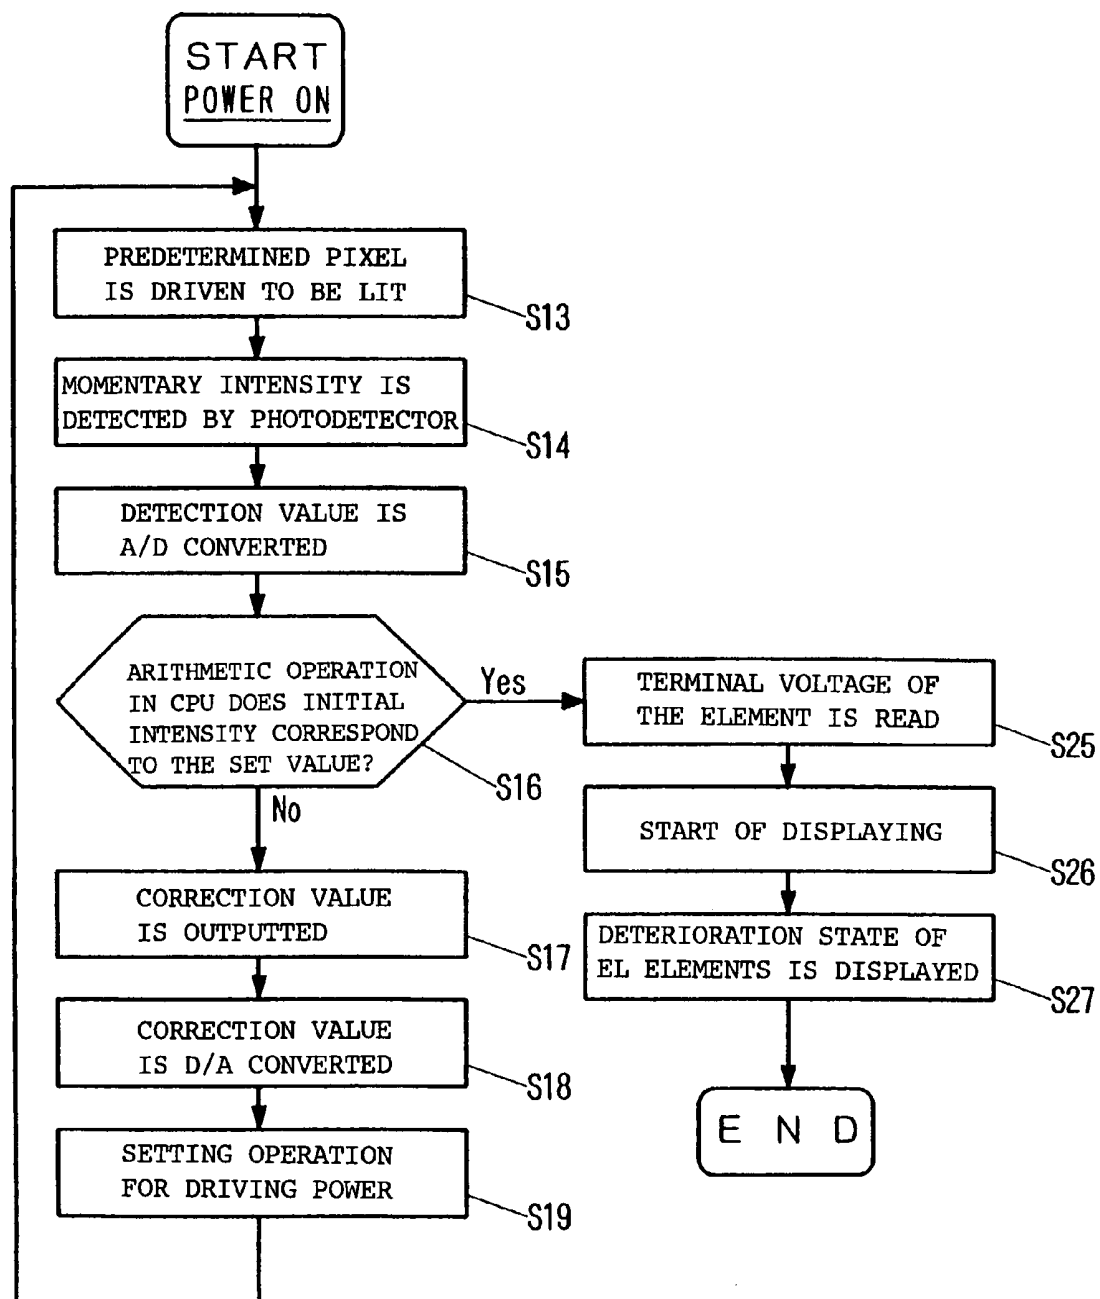 START
POWER ON
PREDETERMINED PIXEL
IS DRIVEN TO BE LIT
S13
MOMENTARY INTENSITY IS
DETECTED BY PHOTODETECTOR
S14
DETECTION VALUE IS
A/D CONVERTED
S15
ARITHMETIC OPERATION
IN CPU DOES INITIAL
INTENSITY CORRESPOND
TO THE SET VALUE?
S16
Yes
No
CORRECTION VALUE
IS OUTPUTTED
S17
CORRECTION VALUE
IS D/A CONVERTED
S18
SETTING OPERATION
FOR DRIVING POWER
S19
TERMINAL VOLTAGE OF
THE ELEMENT IS READ
S25
START OF DISPLAYING
S26
DETERIORATION STATE OF
EL ELEMENTS IS DISPLAYED
S27
END